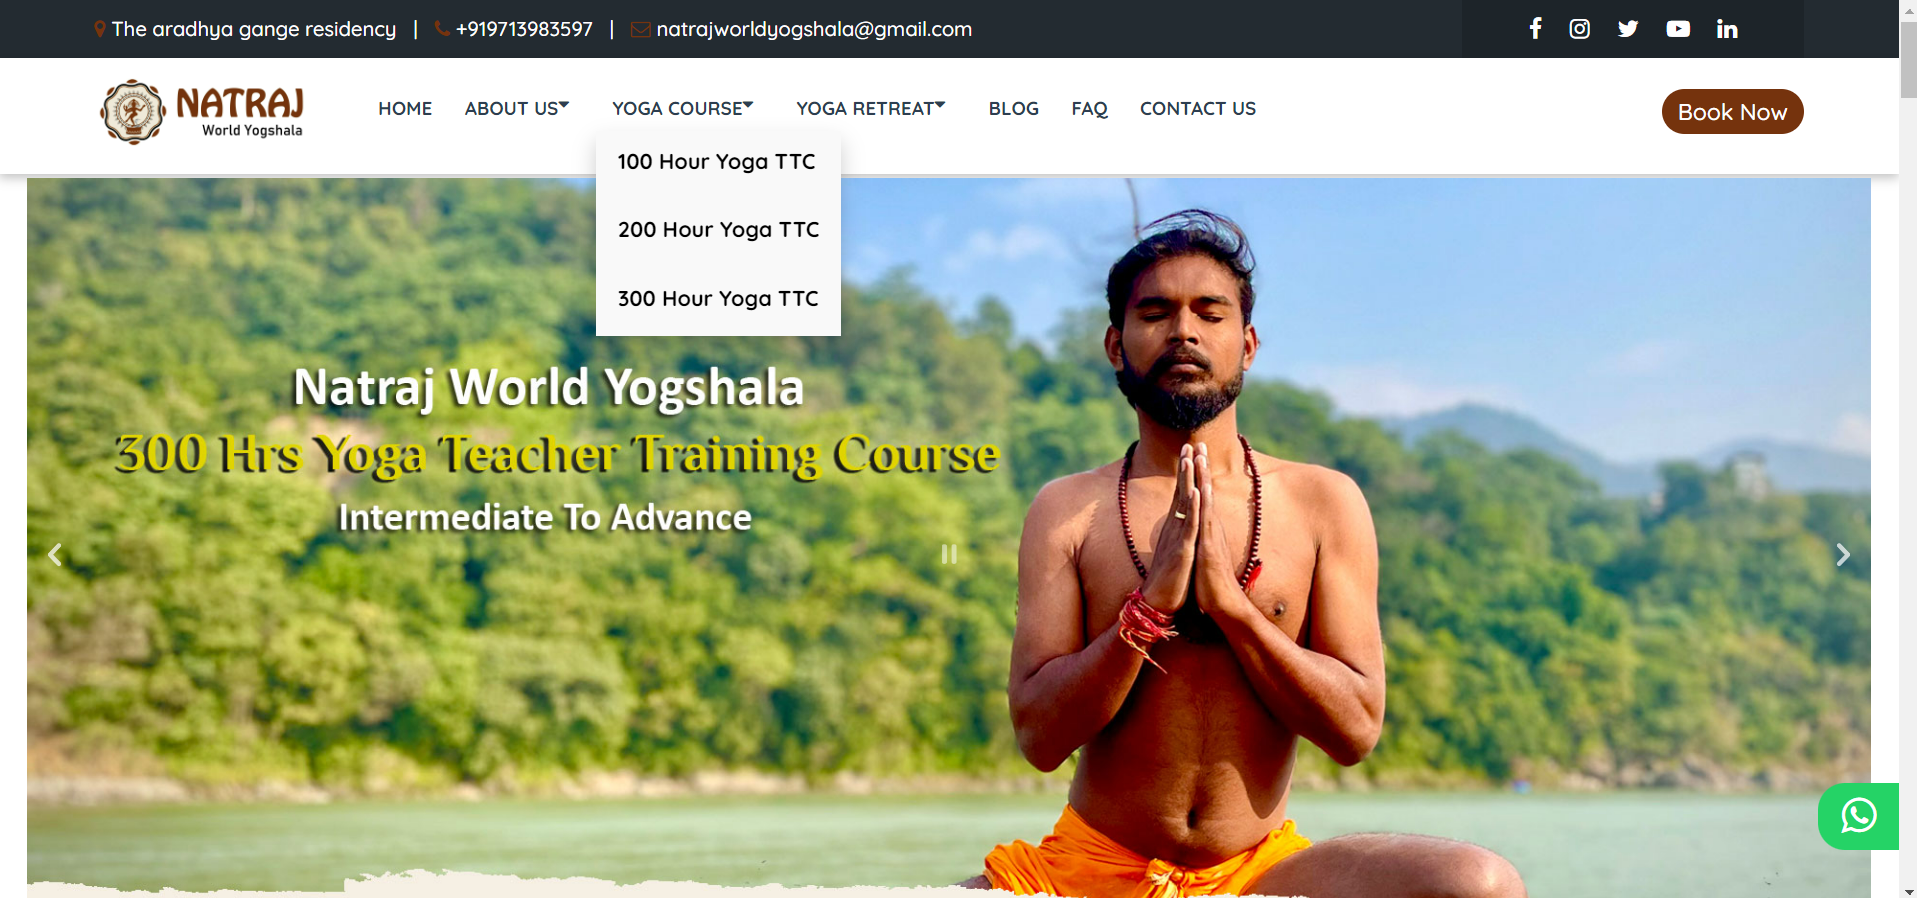 The aradhya gange residency | +919713983597 | natrajworldyogshala@gmail.com
NATRAJ
World Yogshala
HOME ABOUT US YOGA COURSE YOGA RETREAT BLOG FAQ CONTACT US
Book Now
100 Hour Yoga TTC
200 Hour Yoga TTC
300 Hour Yoga TTC
Natraj World Yogshala
300 Hrs Yoga Teacher Training Course
Intermediate To Advance